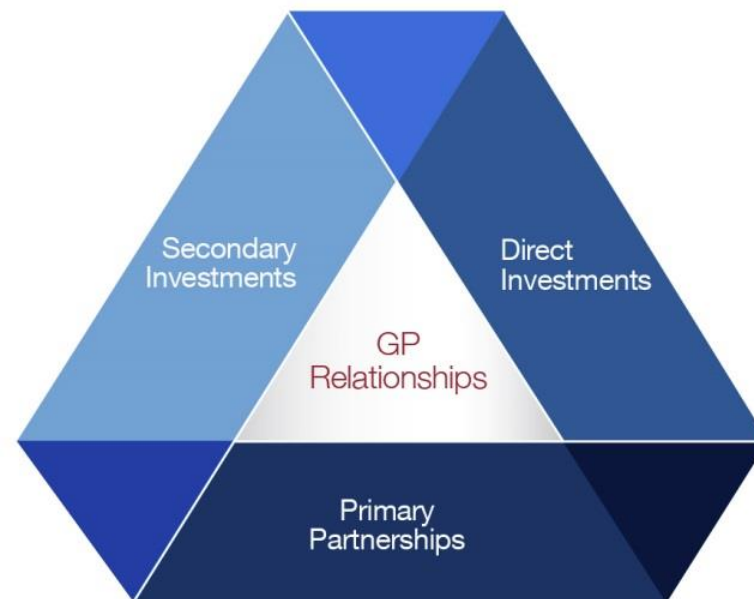 Secondary
Investments
Direct
Investments
GP
Relationships
Primary
Partnerships